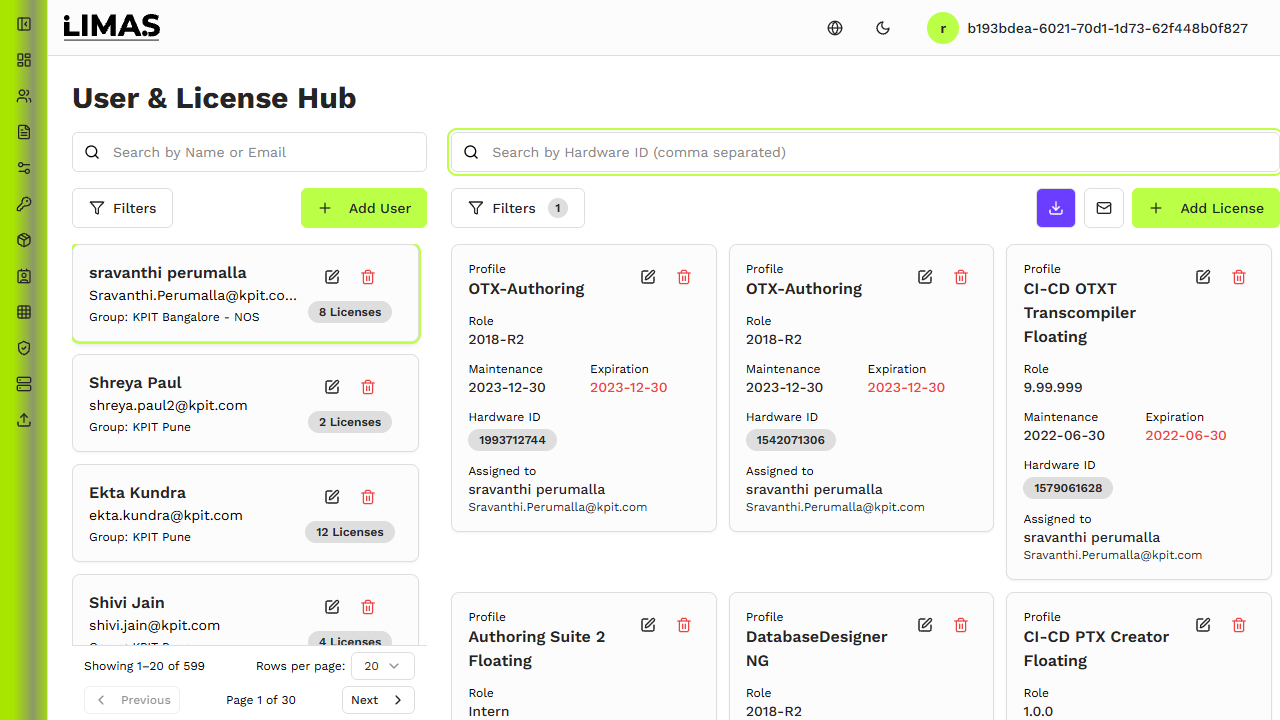 LIMAS
r
b193bdea-6021-70d1-1d73-62f448b0f827
User & License Hub
Search by Name or Email
Search by Hardware ID (comma separated)
Filters
Add User
Filters 1
Add License
sravanthi perumalla
Sravanthi.Perumalla@kpit.co...
Group: KPIT Bangalore - NOS
8 Licenses
Shreya Paul
shreya.paul2@kpit.com
Group: KPIT Pune
2 Licenses
Ekta Kundra
ekta.kundra@kpit.com
Group: KPIT Pune
12 Licenses
Shivi Jain
shivi.jain@kpit.com
4 Licenses
Showing 1–20 of 599
Rows per page: 20
Previous
Page 1 of 30
Next
Profile
OTX-Authoring
Role
2018-R2
Maintenance Expiration
2023-12-30 2023-12-30
Hardware ID
1993712744
Assigned to
sravanthi perumalla
Sravanthi.Perumalla@kpit.com
Profile
OTX-Authoring
Role
2018-R2
Maintenance Expiration
2023-12-30 2023-12-30
Hardware ID
1542071306
Assigned to
sravanthi perumalla
Sravanthi.Perumalla@kpit.com
Profile
CI-CD OTXT
Transcompiler
Floating
Role
9.99.999
Maintenance Expiration
2022-06-30 2022-06-30
Hardware ID
1579061628
Assigned to
sravanthi perumalla
Sravanthi.Perumalla@kpit.com
Profile
Authoring Suite 2
Floating
Role
Intern
Profile
DatabaseDesigner
NG
Role
2018-R2
Profile
CI-CD PTX Creator
Floating
Role
1.0.0